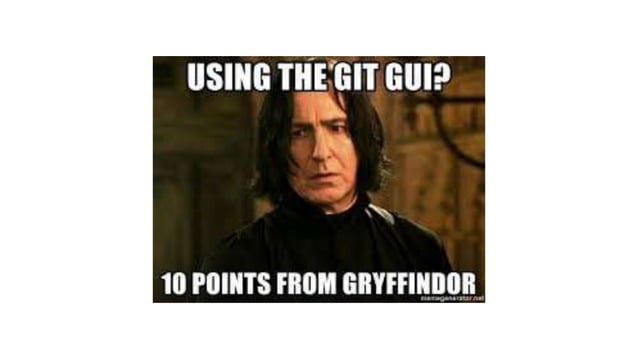 USING THE GIT GUI?
10 POINTS FROM GRYFFINDOR
memegenerator.net